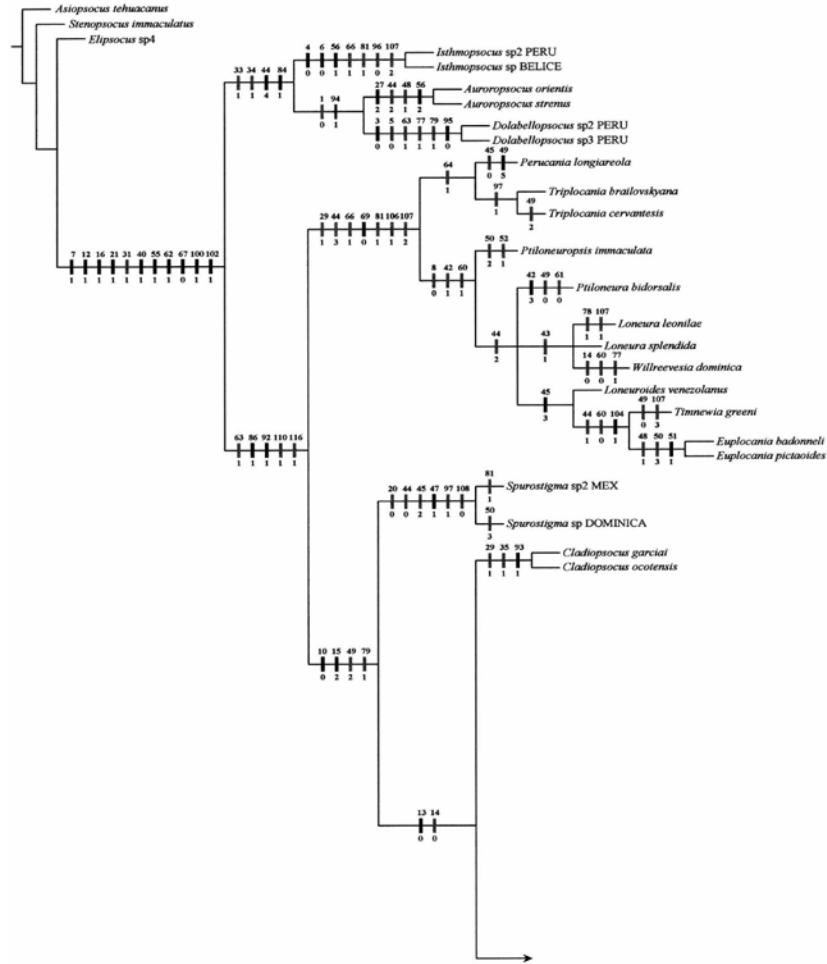 Asiopsocus tehuacanus
Stenopsocus immaculatus
Elipsocus sp4
4 6 56 66 81 96 107
Isthmopsocus sp2 PERU
33 34 44 84
0 0 1 1 1 0 2
Isthmopsocus sp BELICE
1 1 4 1
27 44 48 56
Auroropsocus orientis
1 94
2 2 1 2
Auroropsocus strenus
0 1
3 5 63 77 79 95
Dolabellopsocus sp2 PERU
0 0 1 1 1 0
Dolabellopsocus sp3 PERU
45 49
Perucania longiareola
64
0 5
1
97
Triplocania brailovskyana
49
1
Triplocania cervantesis
2
29 44 66 69 81 106 107
1 3 1 0 1 1 2
50 52
Ptiloneuropsis immaculata
7 12 16 21 31 40 55 62 67 100 102
2 1
8 42 60
1 1 1 1 1 1 1 1 0 1 1
0 1 1
42 49 61
Ptiloneura bidorsalis
3 0 0
78 107
Loneura leonilae
44
43
1 1
2
1
Loneura splendida
14 60 77
Willreevesia dominica
0 0 1
45
Loneuroides venezolanus
3
49 107
Timnewia greeni
44 60 104
0 3
1 0 1
48 50 51
Euplocania badonneli
63 86 92 110 116
1 3 1
Euplocania pictaoides
1 1 1 1 1
81
Spurostigma sp2 MEX
20 44 45 47 97 108
1
0 0 2 1 1 0
50
Spurostigma sp DOMINICA
3
29 35 93
Cladiopsocus garciai
1 1 1
Cladiopsocus ocotensis
10 15 49 79
0 2 2 1
13 14
0 0